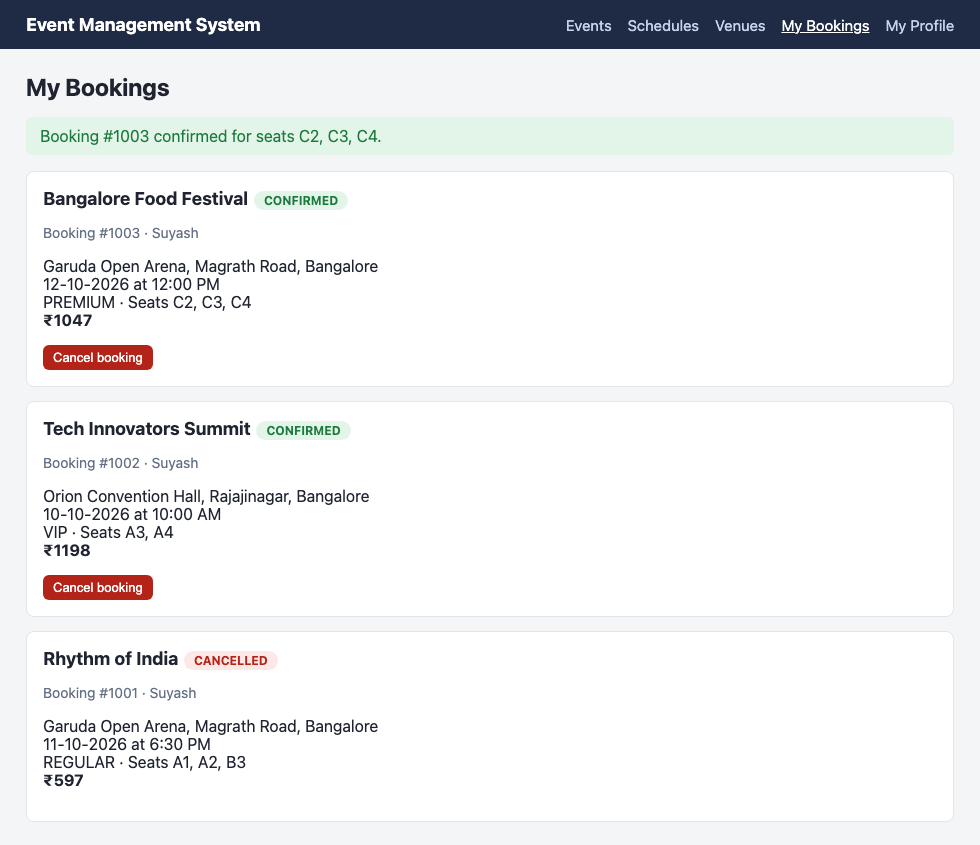 Event Management System
Events Schedules Venues My Bookings My Profile
My Bookings
Booking #1003 confirmed for seats C2, C3, C4.
Bangalore Food Festival CONFIRMED
Booking #1003 · Suyash
Garuda Open Arena, Magrath Road, Bangalore
12-10-2026 at 12:00 PM
PREMIUM · Seats C2, C3, C4
₹1047
Cancel booking
Tech Innovators Summit CONFIRMED
Booking #1002 · Suyash
Orion Convention Hall, Rajajinagar, Bangalore
10-10-2026 at 10:00 AM
VIP · Seats A3, A4
₹1198
Cancel booking
Rhythm of India CANCELLED
Booking #1001 · Suyash
Garuda Open Arena, Magrath Road, Bangalore
11-10-2026 at 6:30 PM
REGULAR · Seats A1, A2, B3
₹597